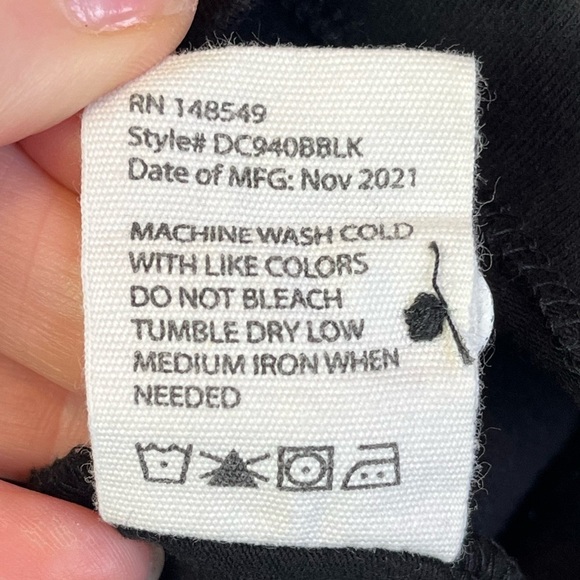 RN 148549
Style# DC940BBLK
Date of MFG: Nov 2021
MACHINE WASH COLD
WITH LIKE COLORS
DO NOT BLEACH
TUMBLE DRY LOW
MEDIUM IRON WHEN
NEEDED